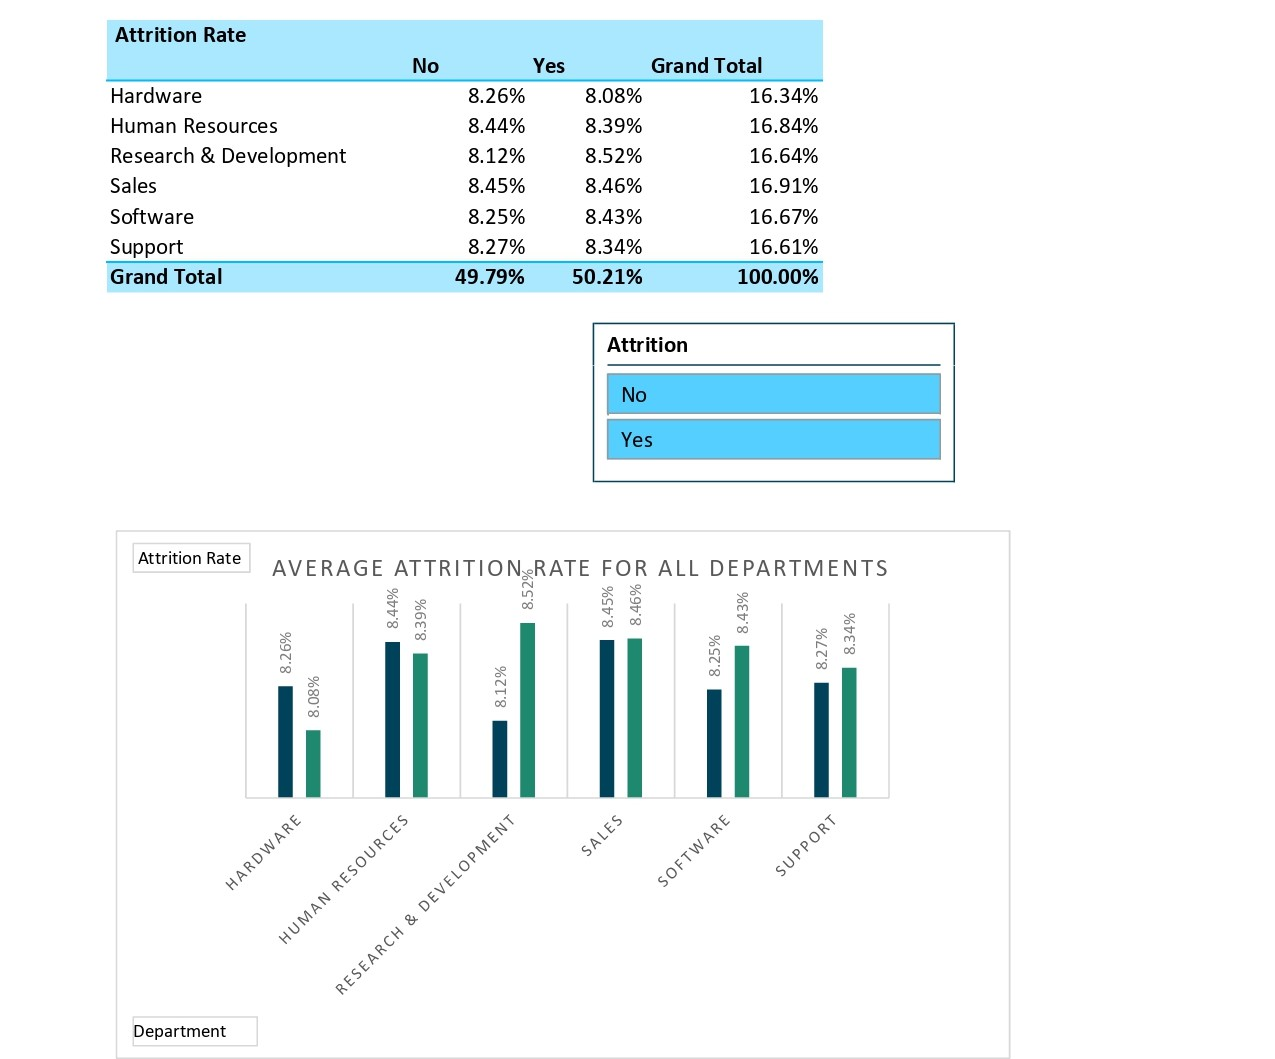 Attrition Rate
No Yes Grand Total
Hardware 8.26% 8.08% 16.34%
Human Resources 8.44% 8.39% 16.84%
Research & Development 8.12% 8.52% 16.64%
Sales 8.45% 8.46% 16.91%
Software 8.25% 8.43% 16.67%
Support 8.27% 8.34% 16.61%
Grand Total 49.79% 50.21% 100.00%
Attrition
No
Yes
Attrition Rate
AVERAGE ATTRITION RATE FOR ALL DEPARTMENTS
8.26%
8.08%
8.44%
8.39%
8.12%
8.52%
8.45%
8.46%
8.25%
8.43%
8.27%
8.34%
HARDWARE
HUMAN RESOURCES
RESEARCH & DEVELOPMENT
SALES
SOFTWARE
SUPPORT
Department